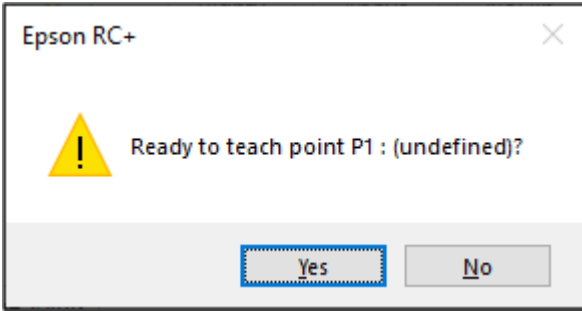 Epson RC+
Ready to teach point P1 : (undefined)?
Yes
No